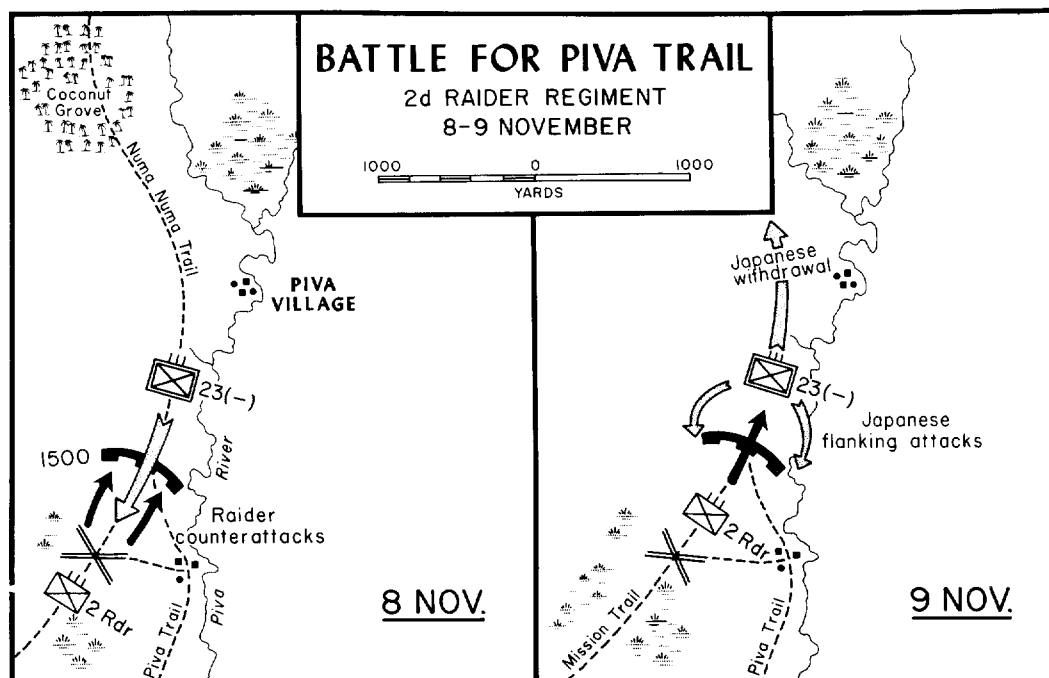 BATTLE FOR PIVA TRAIL
2d RAIDER REGIMENT
8-9 NOVEMBER
1000 0 1000
YARDS
Coconut
Grove
Numa Numa Trail
PIVA
VILLAGE
23(-)
1500
River
Raider
counterattacks
2 Rdr
Piva Trail
Piva
8 NOV.
Japanese
withdrawal
23(-)
Japanese
flanking attacks
2 Rdr
Mission Trail
Piva Trail
9 NOV.